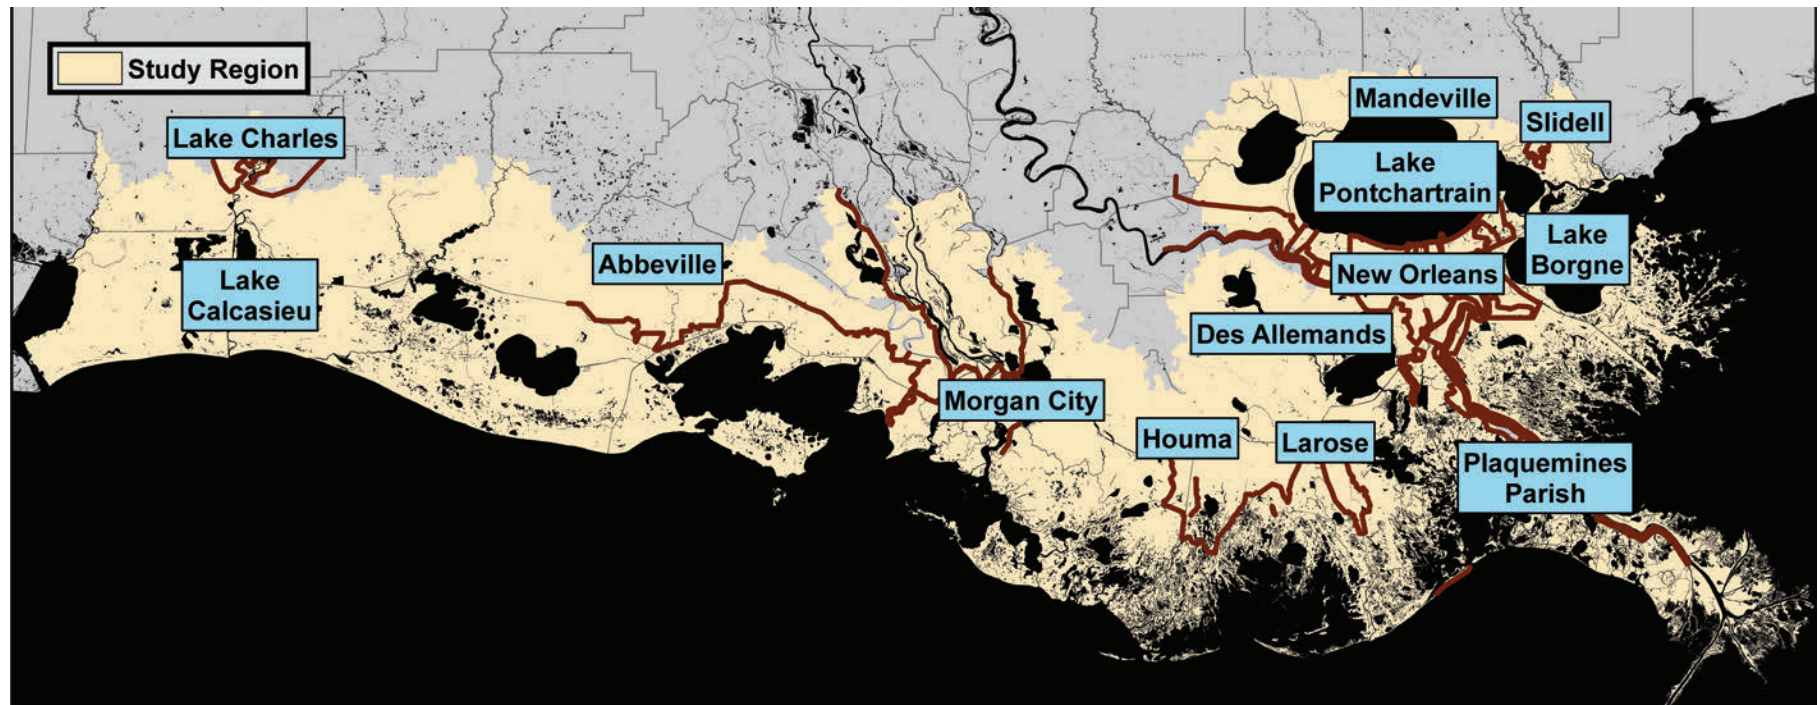 Study Region
Lake Charles
Mandeville
Slidell
Lake
Pontchartrain
Lake
Borgne
Abbeville
New Orleans
Lake
Calcasieu
Des Allemands
Morgan City
Houma
Larose
Plaquemines
Parish